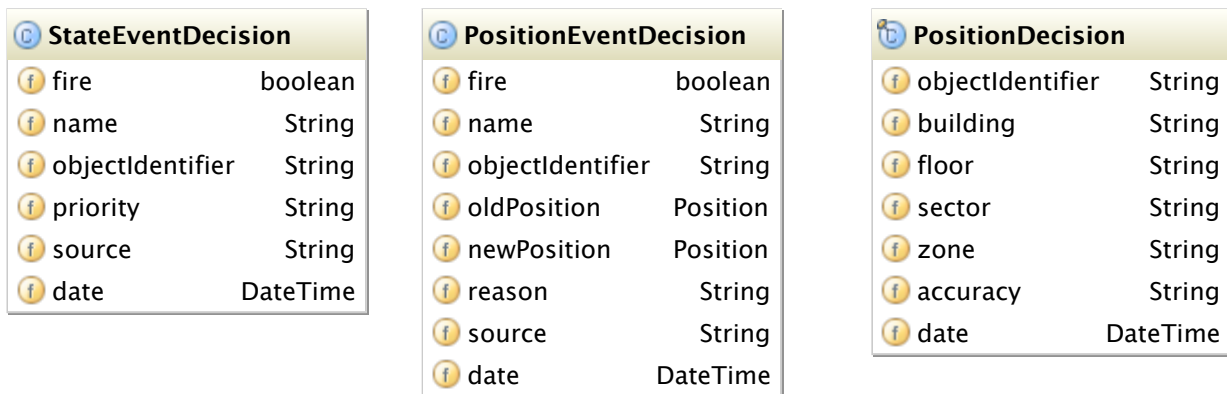 StateEventDecision
fire boolean
name String
objectIdentifier String
priority String
source String
date DateTime
PositionEventDecision
fire boolean
name String
objectIdentifier String
oldPosition Position
newPosition Position
reason String
source String
date DateTime
PositionDecision
objectIdentifier String
building String
floor String
sector String
zone String
accuracy String
date DateTime